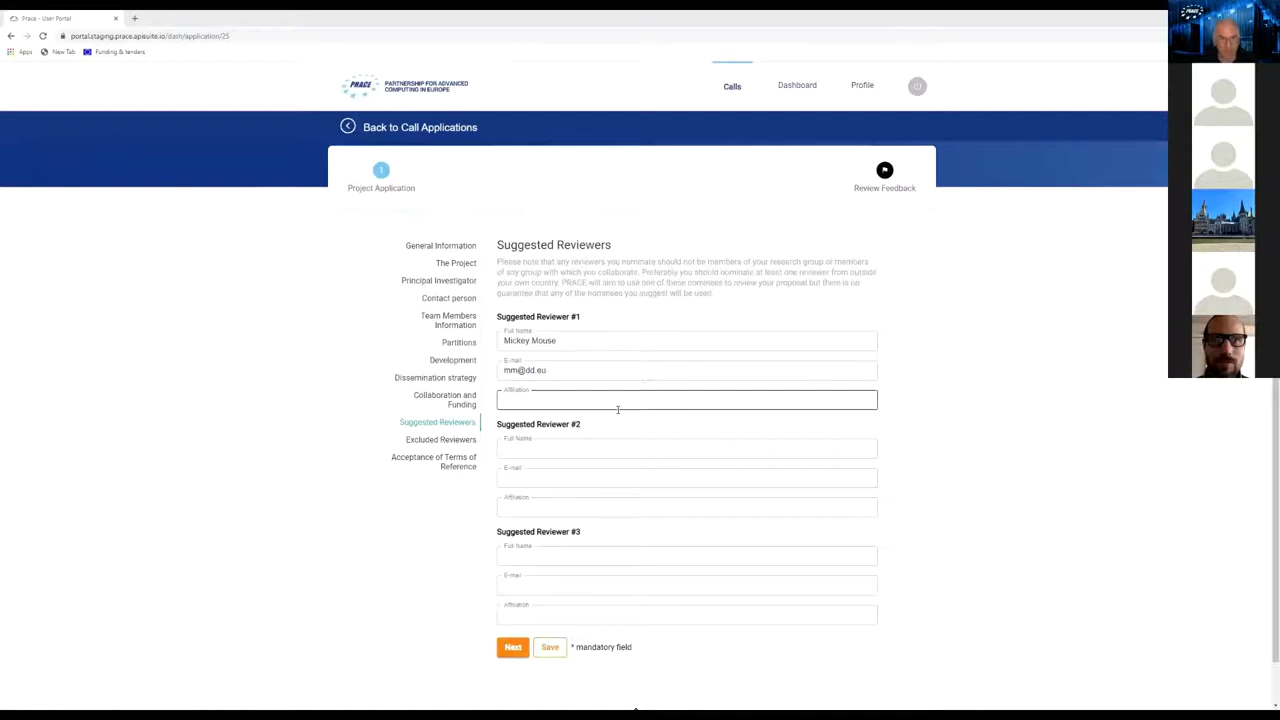 Prace - User Portal
portal.staging.prace.apisuite.io/dash/application/25
Apps
New Tab
Funding & tenders
PRACE
PARTNERSHIP FOR ADVANCED
COMPUTING IN EUROPE
Calls
Dashboard
Profile
PRACE
Back to Call Applications
1
Project Application
Review Feedback
General Information
The Project
Principal Investigator
Contact person
Team Members
Information
Partitions
Development
Dissemination strategy
Collaboration and
Funding
Suggested Reviewers
Excluded Reviewers
Acceptance of Terms of
Reference
Suggested Reviewers
Please note that any reviewers you nominate should not be members of your research group or members
of any group with which you collaborate. Preferably you should nominate at least one reviewer from outside
your own country. PRACE will aim to use one of these nominees to review your proposal but there is no
guarantee that any of the nominees you suggest will be used.
Suggested Reviewer #1
Full Name
Mickey Mouse
E-mail
mm@dd.eu
Affiliation
Suggested Reviewer #2
Full Name
E-mail
Affiliation
Suggested Reviewer #3
Full Name
E-mail
Affiliation
Next
Save
* mandatory field